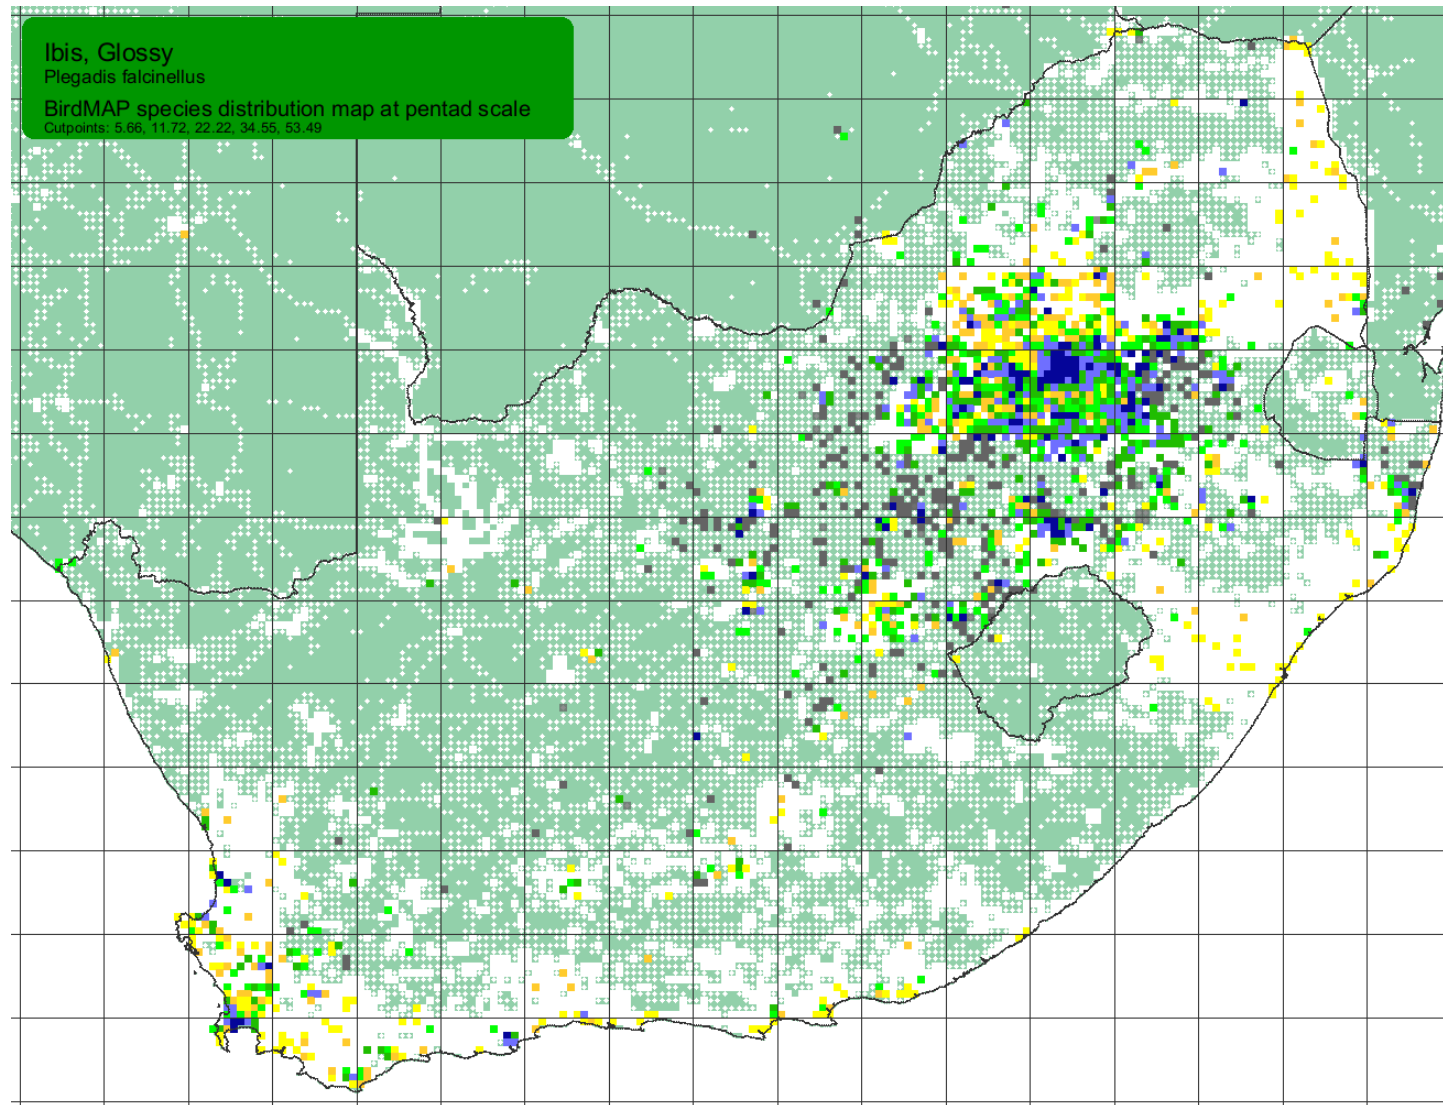 Ibis, Glossy
Plegadis falcinellus
BirdMAP species distribution map at pentad scale
Cutpoints: 5.66, 11.72, 22.22, 34.55, 53.49